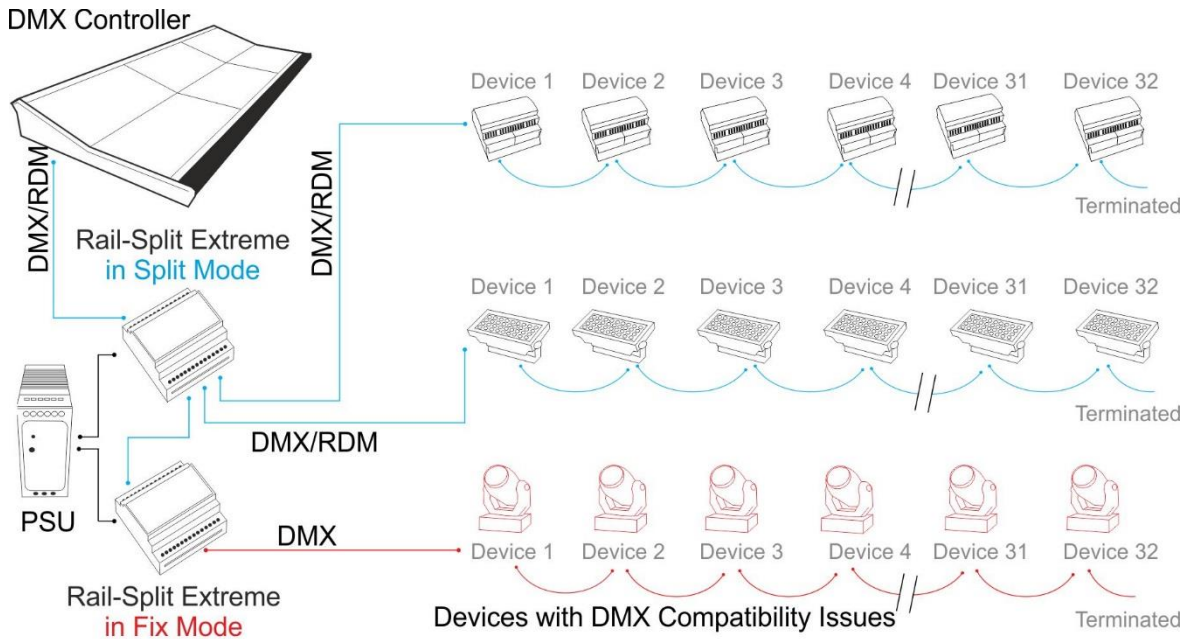 DMX Controller
DMX/RDM
Rail-Split Extreme
in Split Mode
DMX/RDM
Device 1 Device 2 Device 3 Device 4 Device 31 Device 32
Terminated
Device 1 Device 2 Device 3 Device 4 Device 31 Device 32
Terminated
DMX/RDM
PSU
DMX
Device 1 Device 2 Device 3 Device 4 Device 31 Device 32
Rail-Split Extreme
in Fix Mode
Devices with DMX Compatibility Issues
Terminated